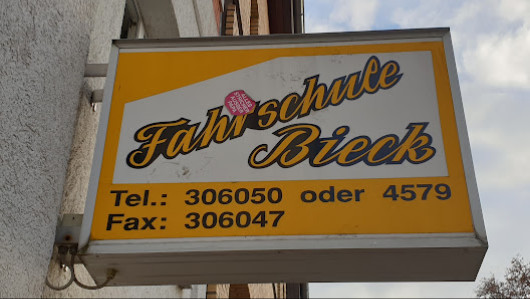 Fahrschule
Bieck
Tel.: 306050 oder 4579
Fax: 306047